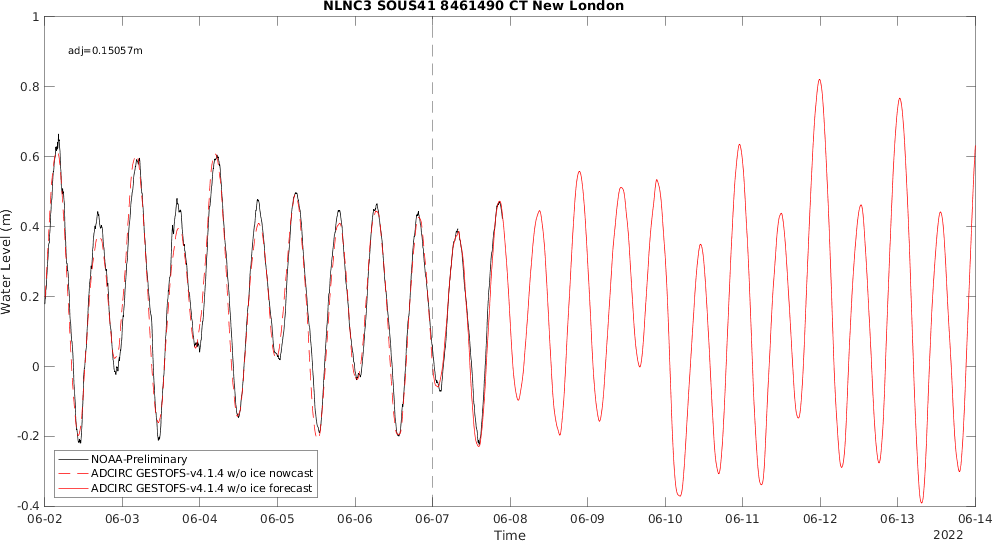 NLNC3 SOUS41 8461490 CT New London
adj=0.15057m
Water Level (m)
1
0.8
0.6
0.4
0.2
0
-0.2
-0.4
NOAA-Preliminary
ADCIRC GESTOFS-v4.1.4 w/o ice nowcast
ADCIRC GESTOFS-v4.1.4 w/o ice forecast
06-02 06-03 06-04 06-05 06-06 06-07 06-08 06-09 06-10 06-11 06-12 06-13 06-14
Time
2022